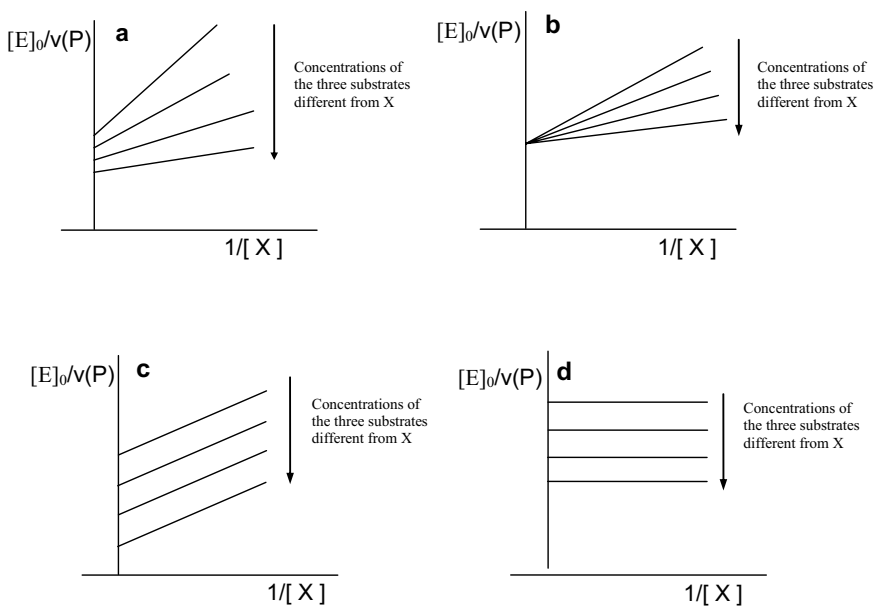 a
[E]₀/v(P)
Concentrations of
the three substrates
different from X
1/[ X ]
b
[E]₀/v(P)
Concentrations of
the three substrates
different from X
1/[ X ]
c
[E]₀/v(P)
Concentrations of
the three substrates
different from X
1/[ X ]
d
[E]₀/v(P)
Concentrations of
the three substrates
different from X
1/[ X ]